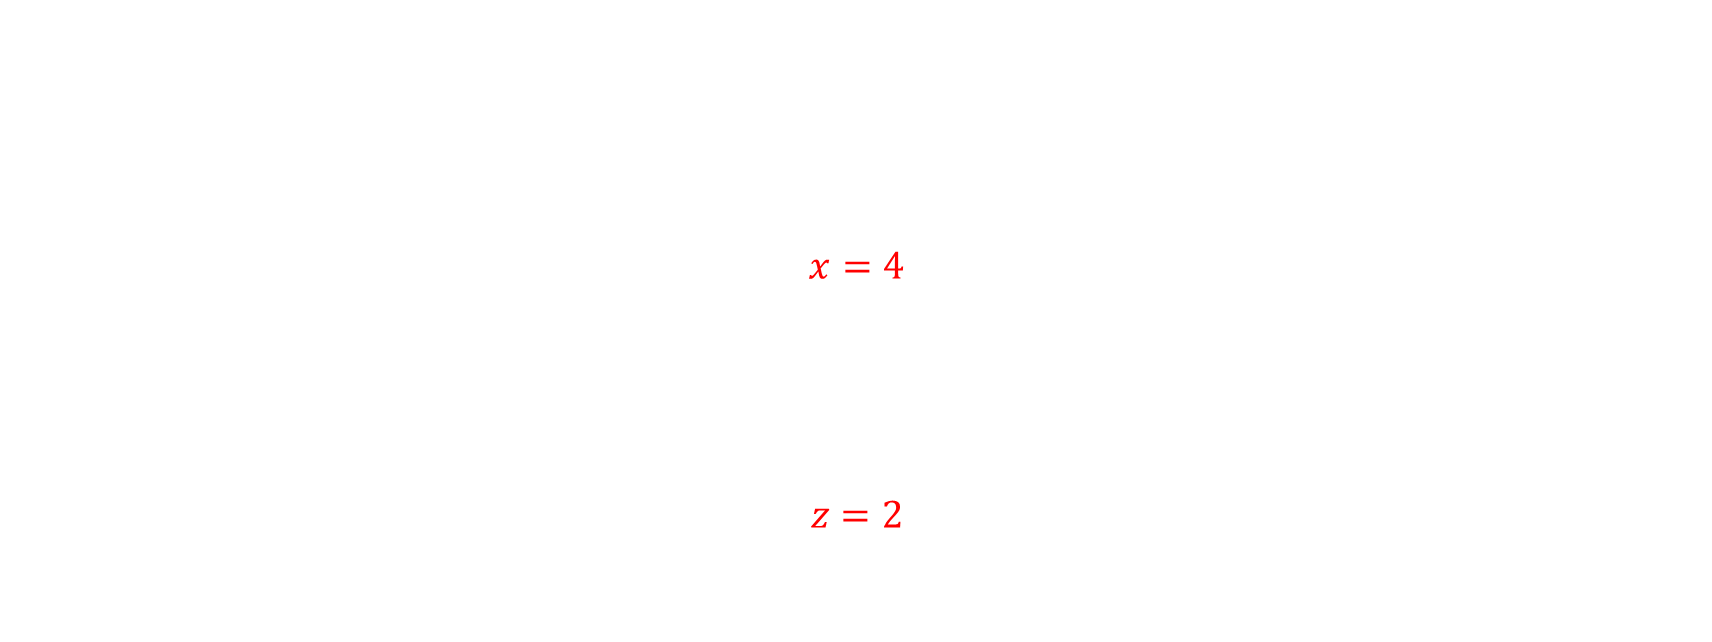 x = 4
z = 2